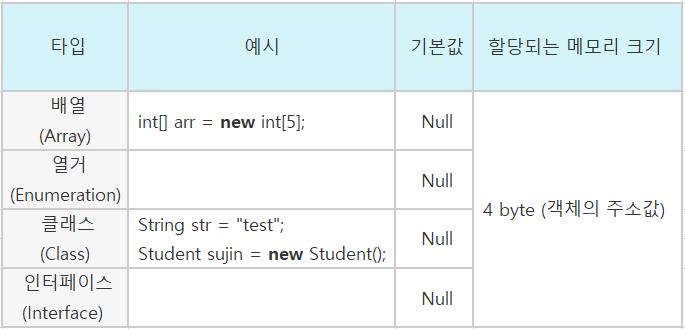 타입 예시 기본값 할당되는 메모리 크기
배열
(Array)
int[] arr = new int[5];
Null
열거
(Enumeration)
Null
클래스
(Class)
String str = "test";
Student sujin = new Student();
Null
인터페이스
(Interface)
Null
4 byte (객체의 주소값)